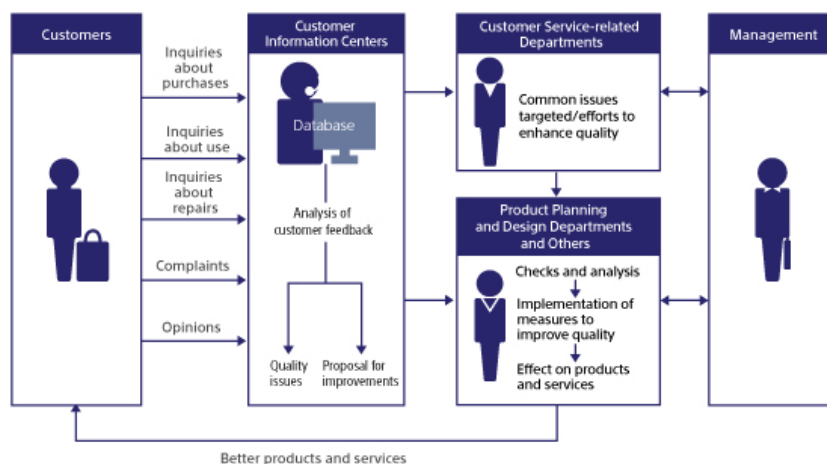 Customers
Inquiries
about
purchases
Inquiries
about use
Inquiries
about
repairs
Complaints
Opinions
Customer
Information Centers
Database
Analysis of
customer feedback
Quality
issues
Proposal for
improvements
Customer Service-related
Departments
Common issues
targeted/efforts to
enhance quality
Product Planning
and Design Departments
and Others
Checks and analysis
Implementation of
measures to
improve quality
Effect on products
and services
Management
Better products and services